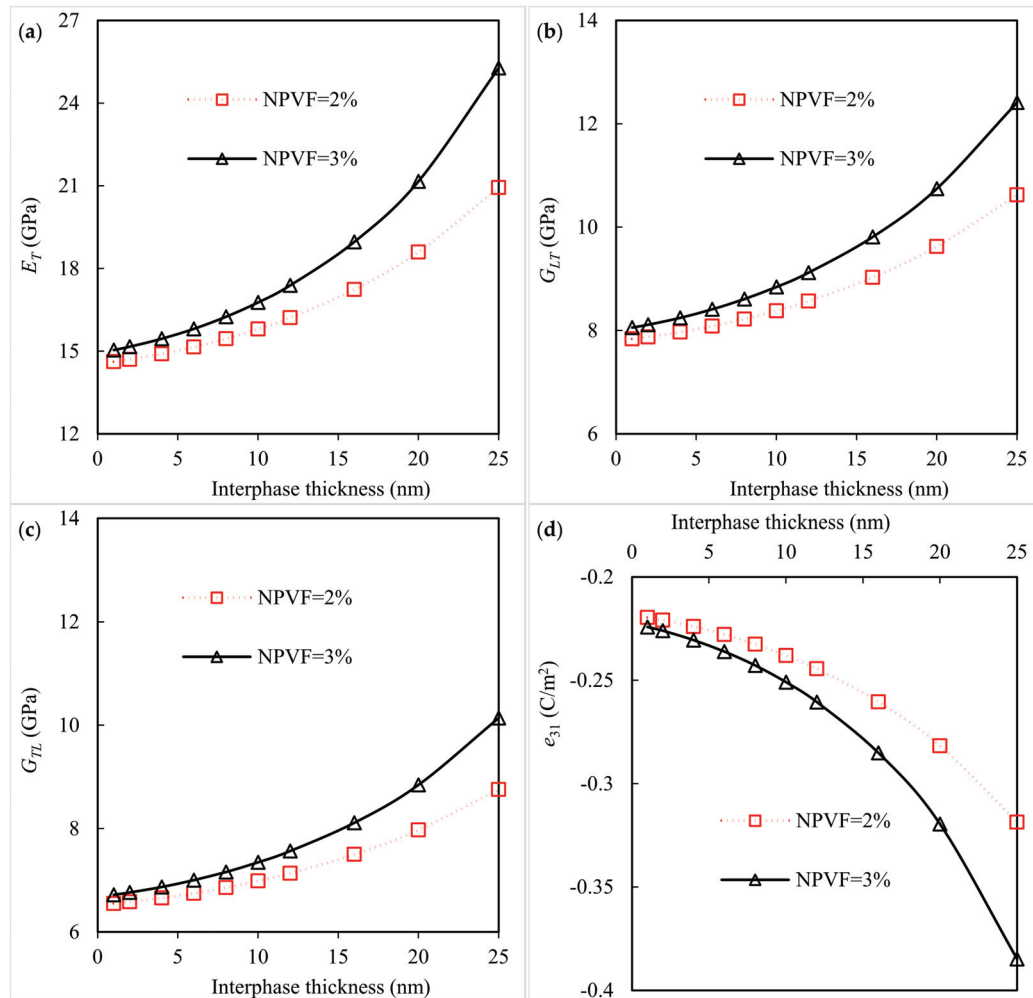 (a)
27
24
21
18
15
12
E_T (GPa)
NPVF=2%
NPVF=3%
0 5 10 15 20 25
Interphase thickness (nm)
(b)
14
12
10
8
6
G_LT (GPa)
NPVF=2%
NPVF=3%
0 5 10 15 20 25
Interphase thickness (nm)
(c)
14
12
10
8
6
G_TL (GPa)
NPVF=2%
NPVF=3%
0 5 10 15 20 25
Interphase thickness (nm)
(d)
Interphase thickness (nm)
0 5 10 15 20 25
-0.2
-0.25
-0.3
-0.35
-0.4
e_31 (C/m²)
NPVF=2%
NPVF=3%